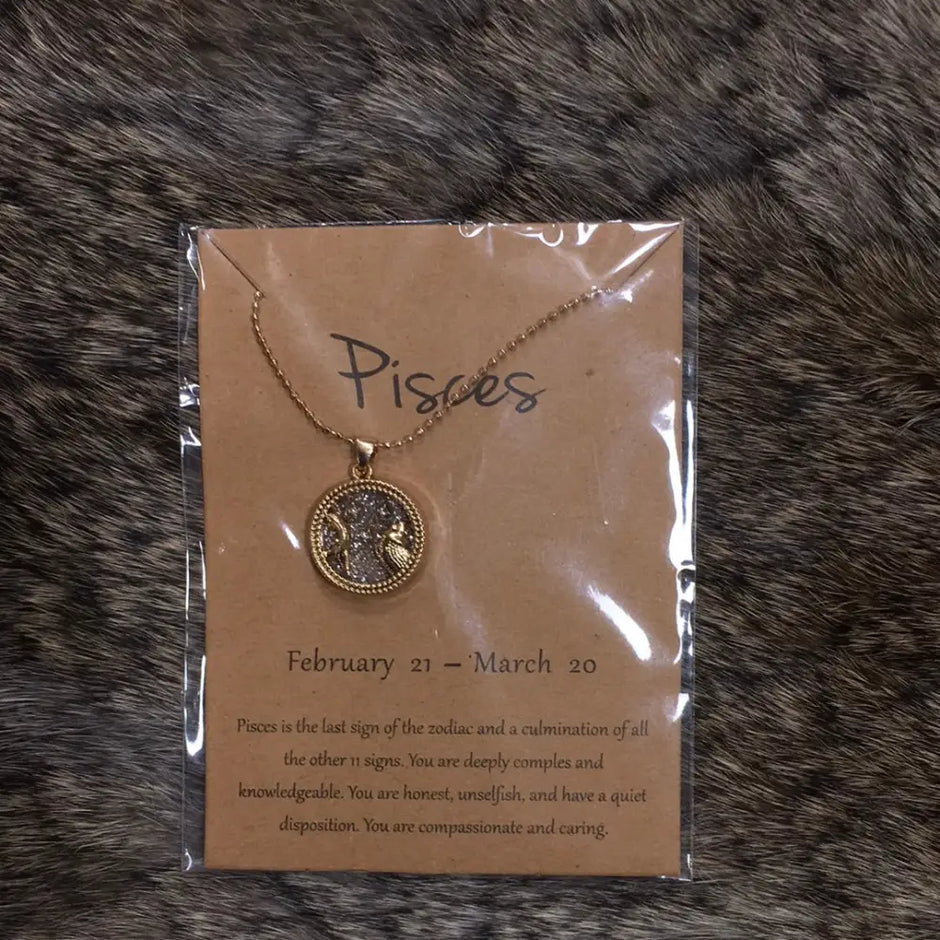 Pisces
February 21 – March 20
Pisces is the last sign of the zodiac and a culmination of all
the other 11 signs. You are deeply comples and
knowledgeable. You are honest, unselfish, and have a quiet
disposition. You are compassionate and caring.